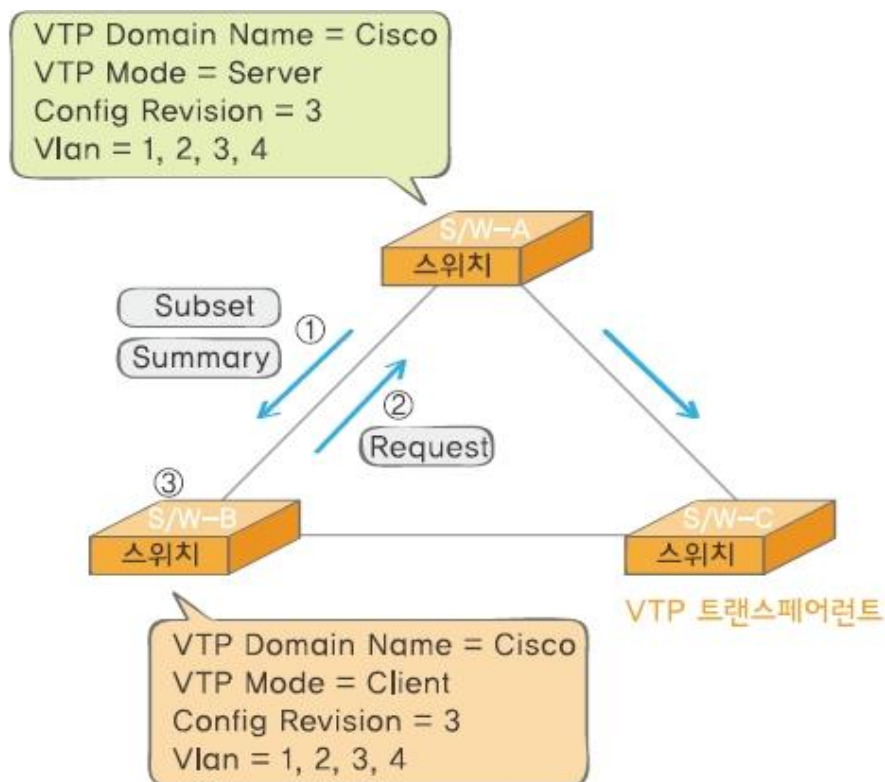 VTP Domain Name = Cisco
VTP Mode = Server
Config Revision = 3
Vlan = 1, 2, 3, 4
S/W-A
스위치
Subset
①
Summary
②
Request
③
S/W-B
스위치
S/W-C
스위치
VTP 트랜스페어런트
VTP Domain Name = Cisco
VTP Mode = Client
Config Revision = 3
Vlan = 1, 2, 3, 4